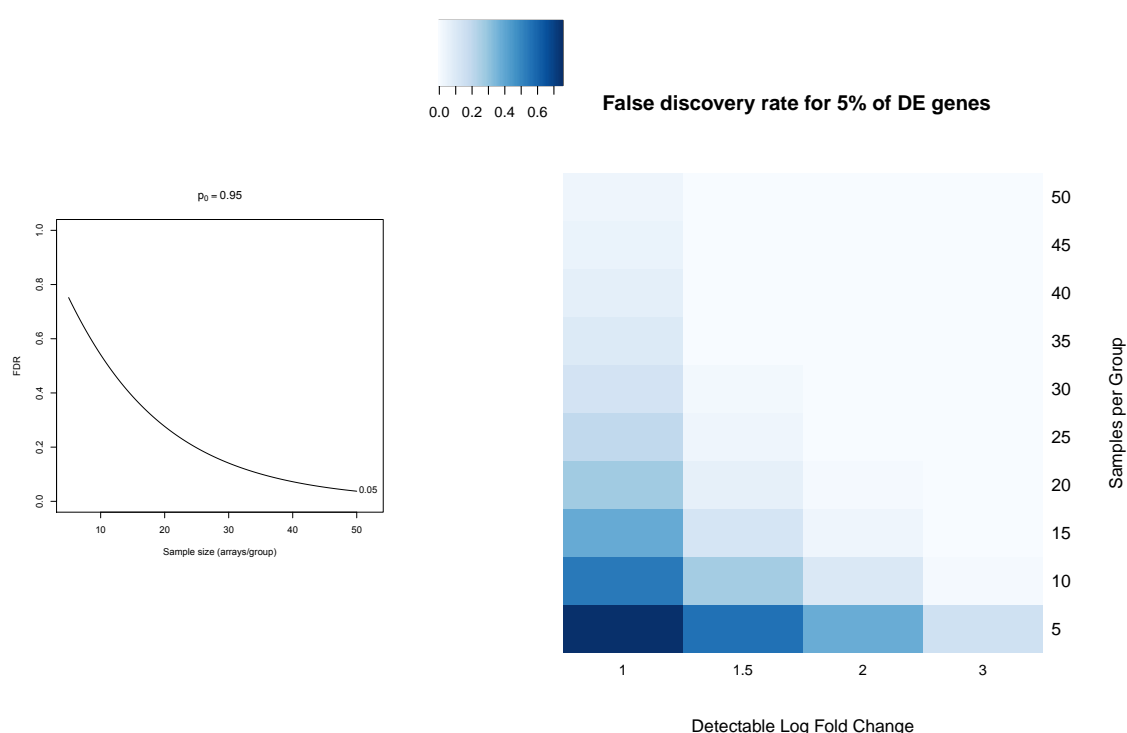 0.0 0.2 0.4 0.6
False discovery rate for 5% of DE genes
p0 = 0.95
FDR
1.0
0.8
0.6
0.4
0.2
0.0
0.05
10 20 30 40 50
Sample size (arrays/group)
50
45
40
35
30
25
20
15
10
5
Samples per Group
1 1.5 2 3
Detectable Log Fold Change